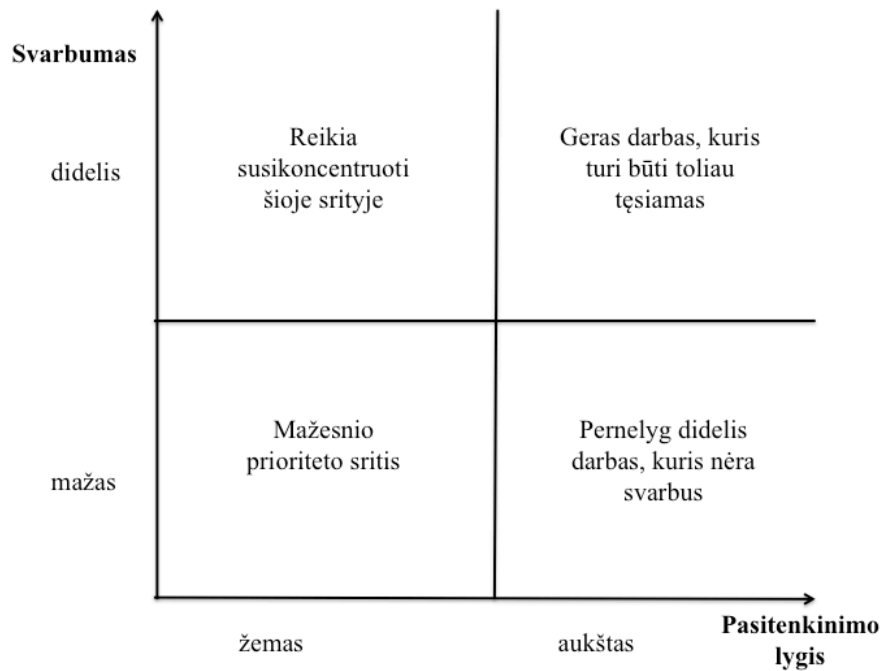 Svarbumas
didelis
Reikia
susikoncentruoti
šioje srityje
Geras darbas, kuris
turi būti toliau
tęsiamas
mažas
Mažesnio
prioriteto sritis
Pernelyg didelis
darbas, kuris nėra
svarbus
žemas
aukštas
Pasitenkinimo
lygis